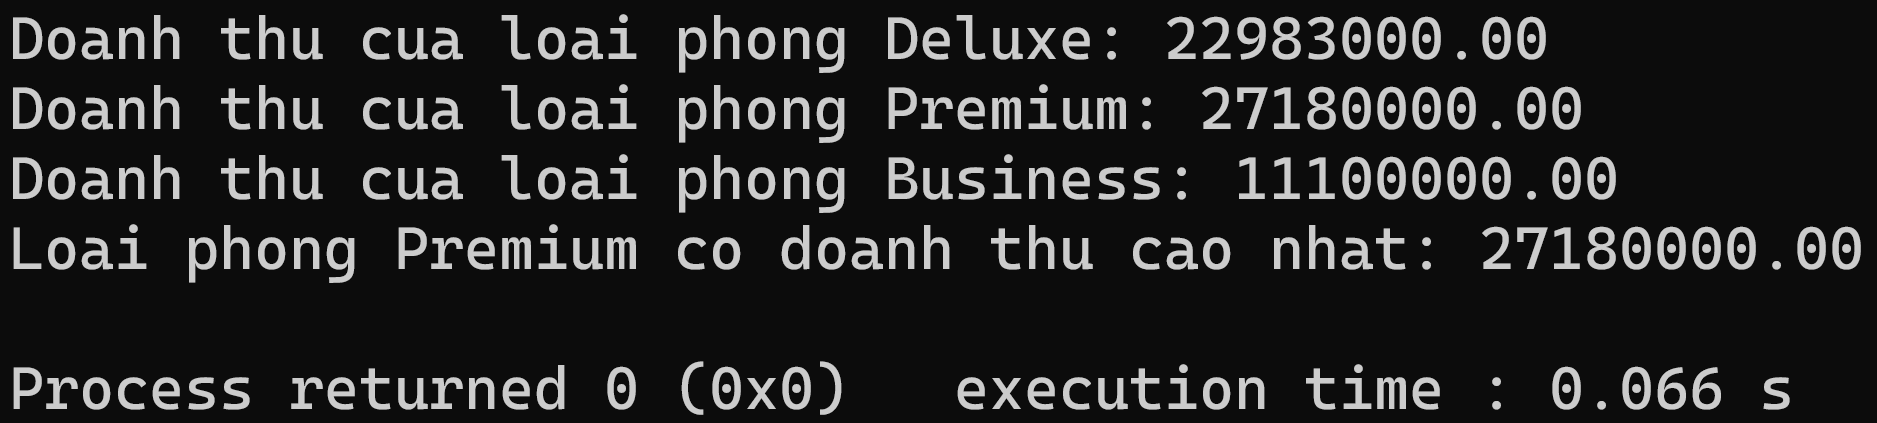 Doanh thu cua loai phong Deluxe: 22983000.00
Doanh thu cua loai phong Premium: 27180000.00
Doanh thu cua loai phong Business: 11100000.00
Loai phong Premium co doanh thu cao nhat: 27180000.00
Process returned 0 (0x0)   execution time : 0.066 s